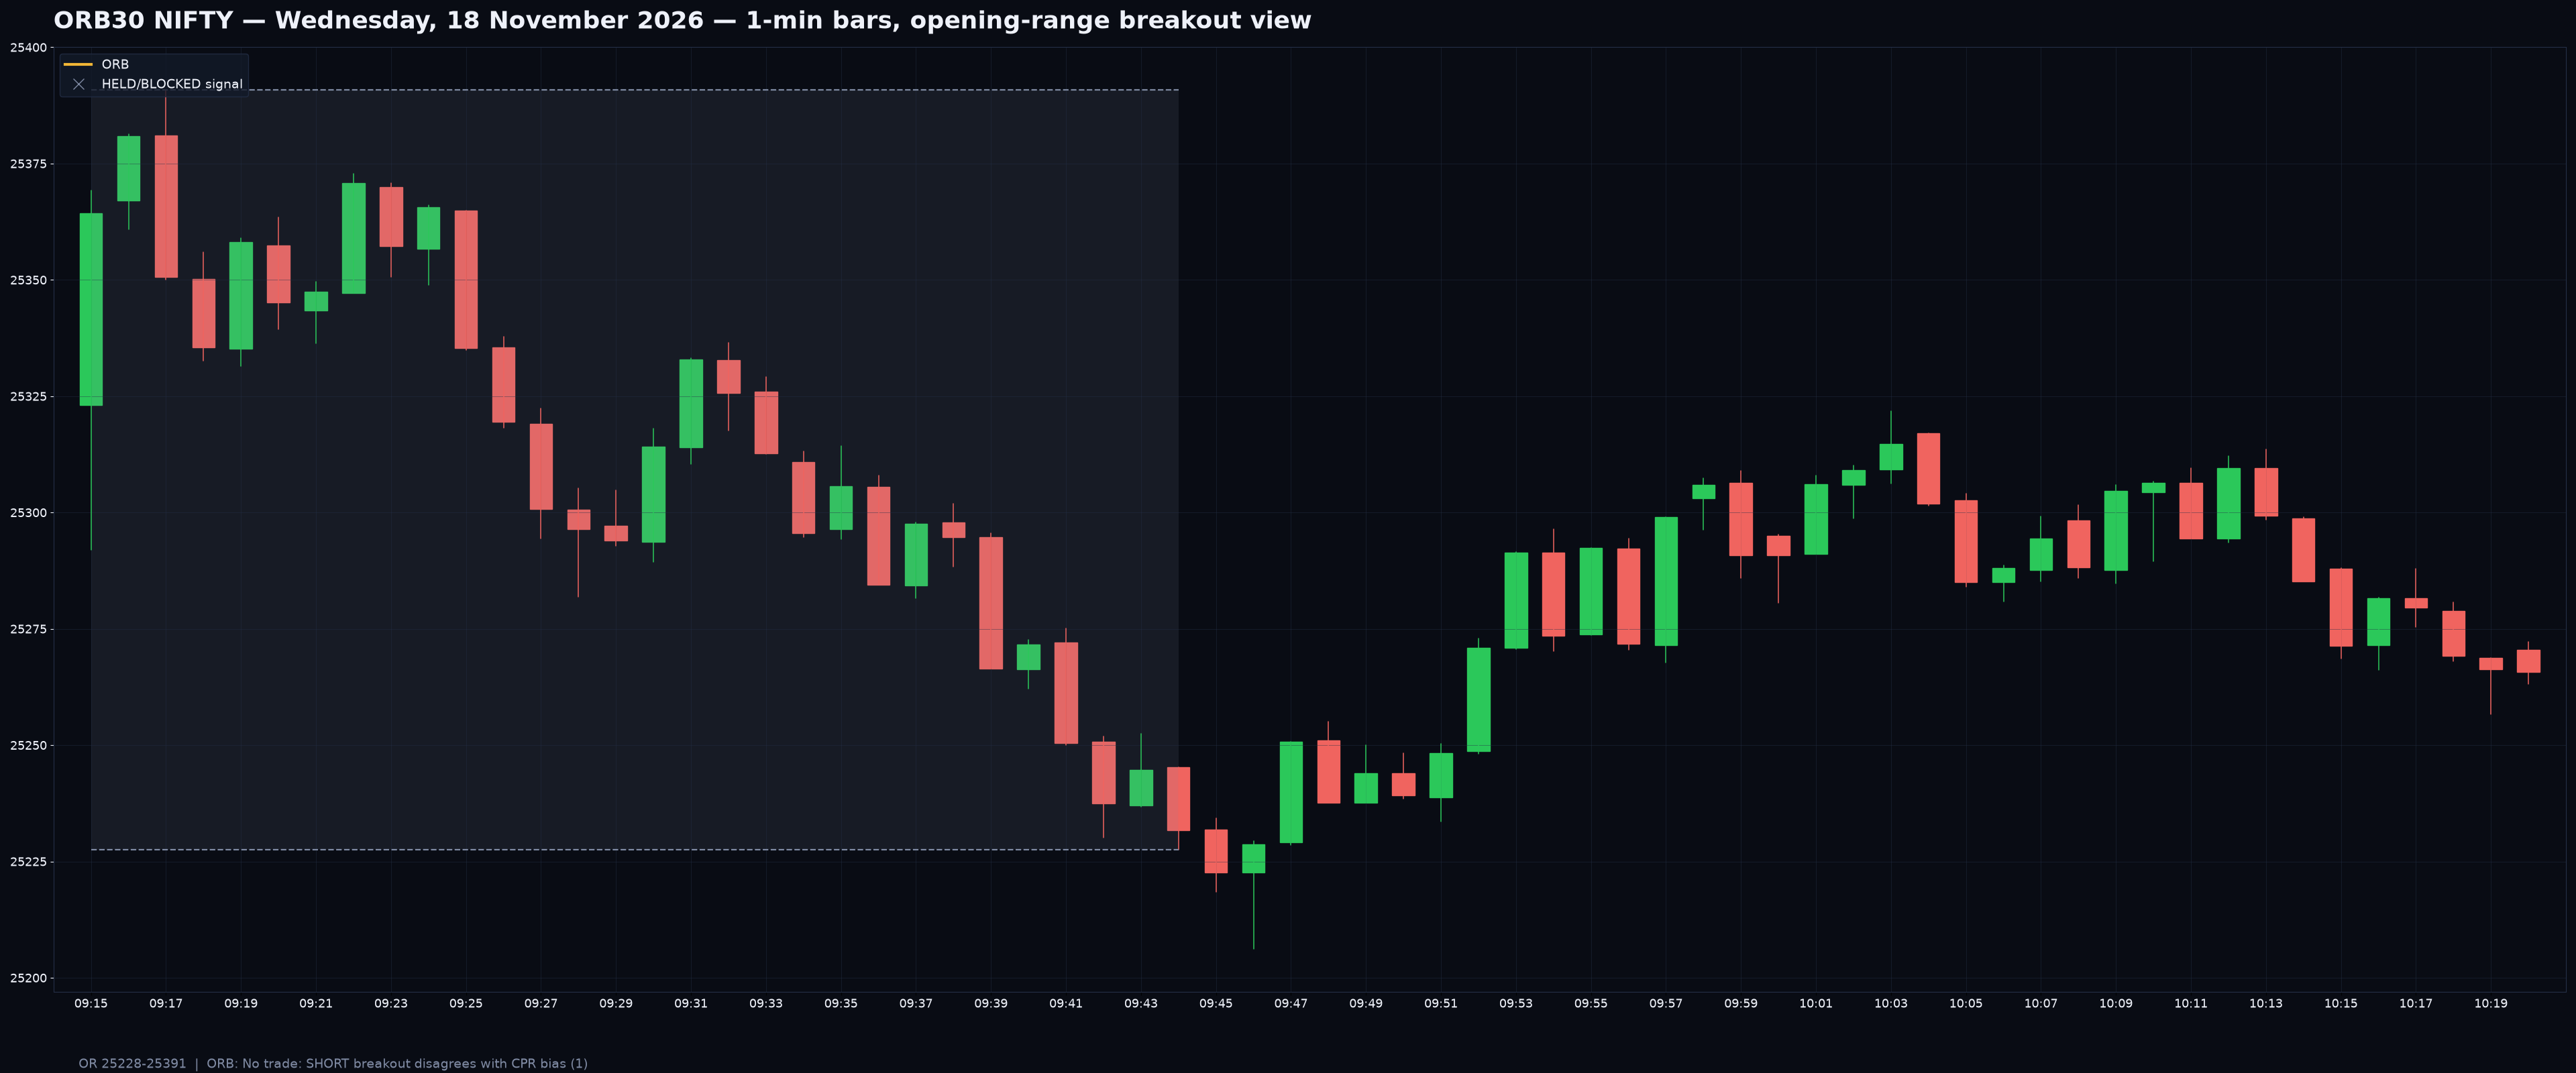 ORB30 NIFTY — Wednesday, 18 November 2026 — 1-min bars, opening-range breakout view
25400
ORB
HELD/BLOCKED signal
25375
25350
25325
25300
25275
25250
25225
25200
09:15 09:17 09:19 09:21 09:23 09:25 09:27 09:29 09:31 09:33 09:35 09:37 09:39 09:41 09:43 09:45 09:47 09:49 09:51 09:53 09:55 09:57 09:59 10:01 10:03 10:05 10:07 10:09 10:11 10:13 10:15 10:17 10:19
OR 25228-25391 | ORB: No trade: SHORT breakout disagrees with CPR bias (1)